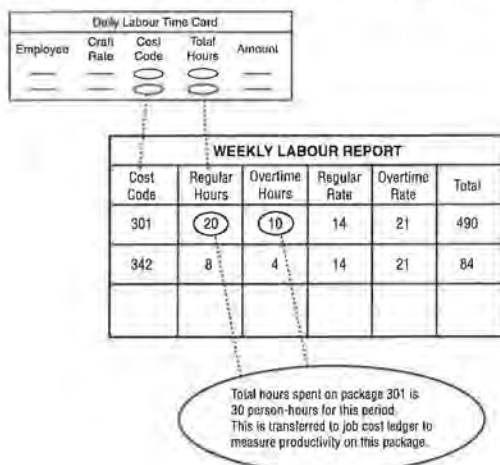 Daily Labour Time Card
Employee Craft Rate Cost Code Total Hours Amount
WEEKLY LABOUR REPORT
Cost Code Regular Hours Overtime Hours Regular Rate Overtime Rate Total
301 20 10 14 21 490
342 8 4 14 21 84
Total hours spent on package 301 is
30 person-hours for this period.
This is transferred to job cost ledger to
measure productivity on this package.